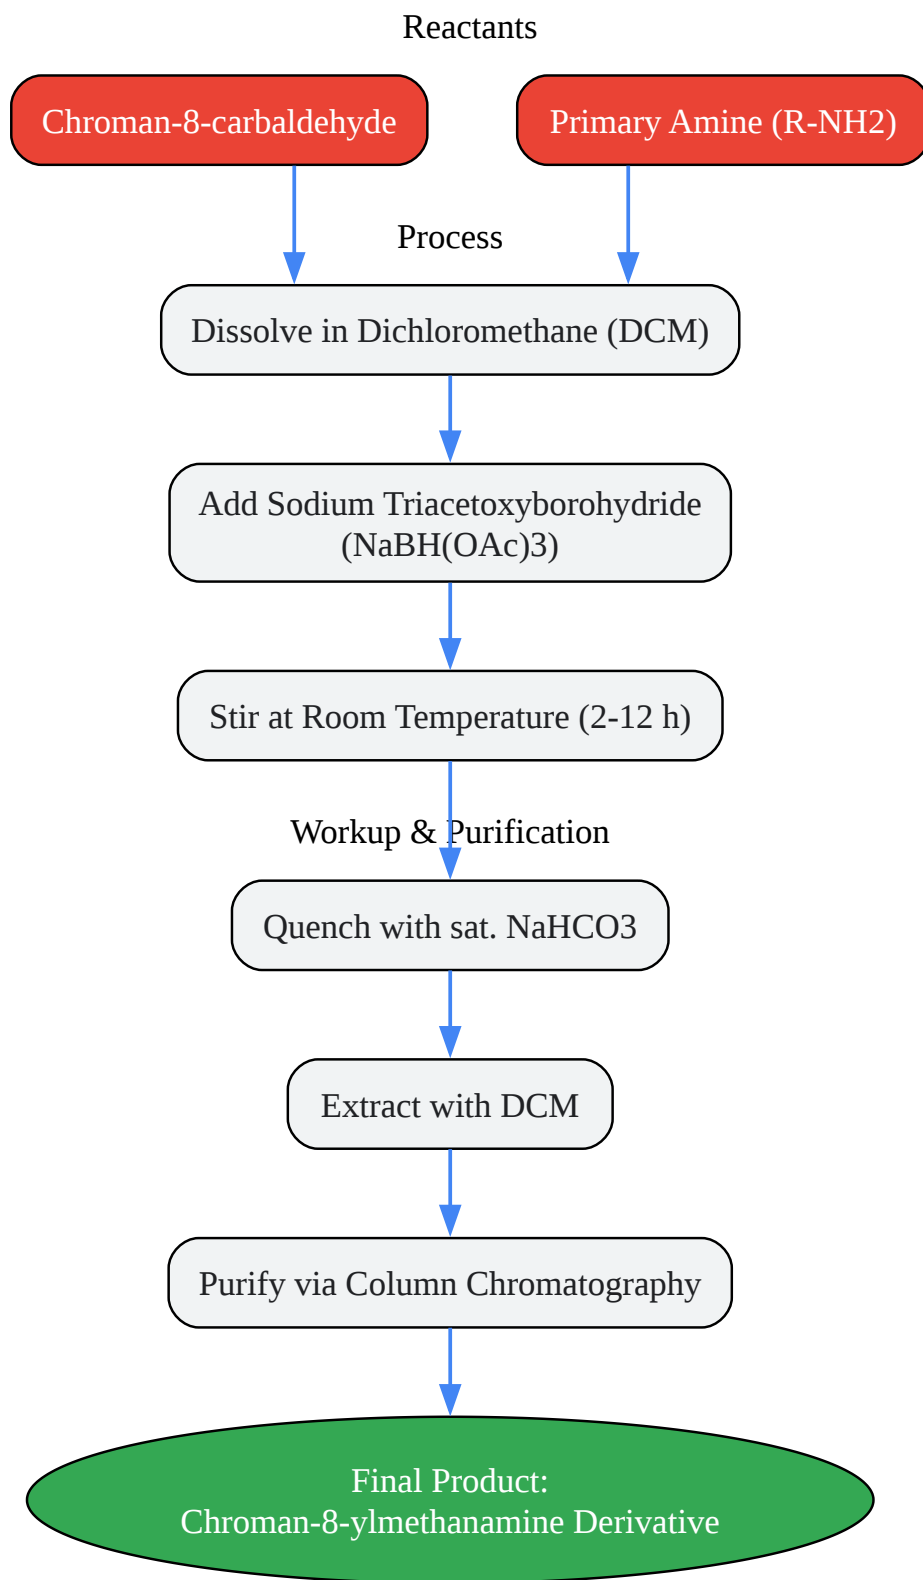 Reactants
Chroman-8-carbaldehyde
Primary Amine (R-NH2)
Process
Dissolve in Dichloromethane (DCM)
Add Sodium Triacetoxyborohydride
(NaBH(OAc)3)
Stir at Room Temperature (2-12 h)
Workup & Purification
Quench with sat. NaHCO3
Extract with DCM
Purify via Column Chromatography
Final Product:
Chroman-8-ylmethanamine Derivative